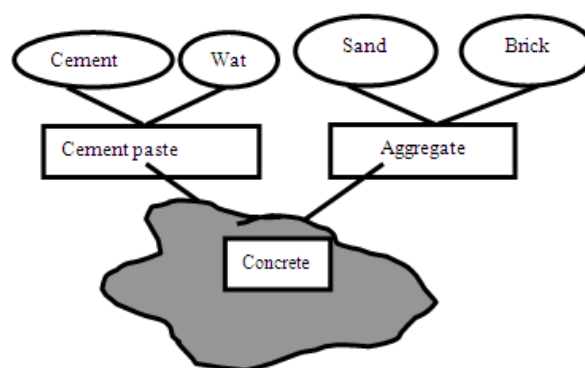 Cement
Wat
Sand
Brick
Cement paste
Aggregate
Concrete